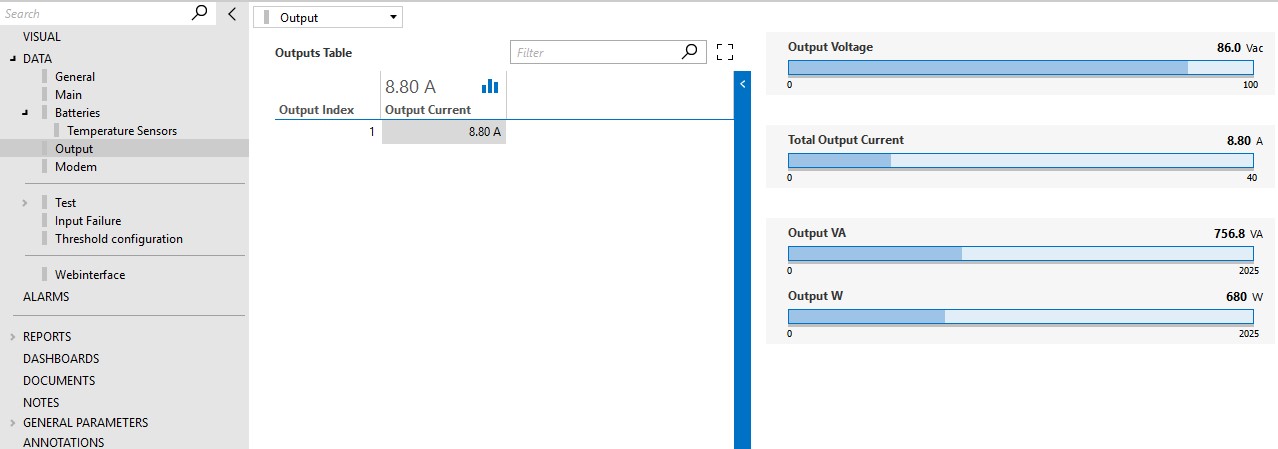 Search
VISUAL
DATA
General
Main
Batteries
Temperature Sensors
Output
Modem
Test
Input Failure
Threshold configuration
Webinterface
ALARMS
REPORTS
DASHBOARDS
DOCUMENTS
NOTES
GENERAL PARAMETERS
ANNOTATIONS
Output
Outputs Table
Filter
8.80 A
Output Index Output Current
1 8.80 A
Output Voltage 86.0 Vac
0 100
Total Output Current 8.80 A
0 40
Output VA 756.8 VA
0 2025
Output W 680 W
0 2025